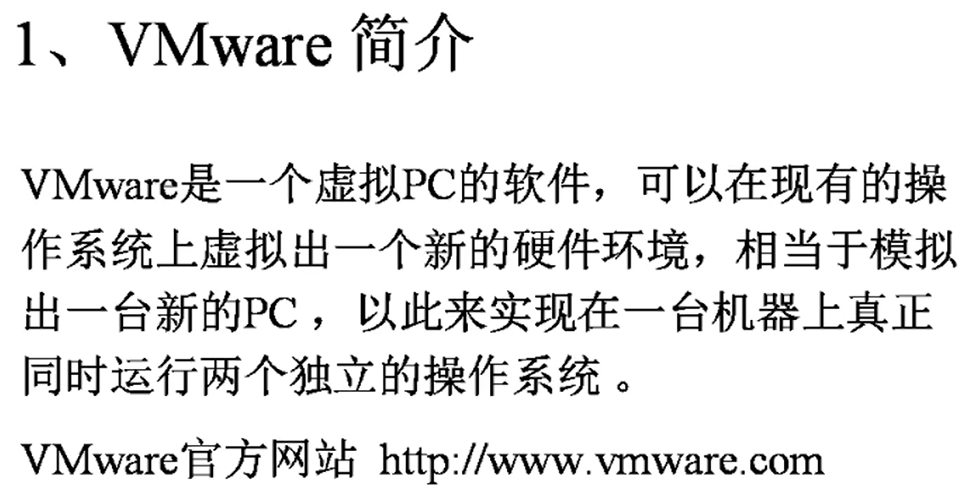 1、VMware 简介
VMware是一个虚拟PC的软件，可以在现有的操
作系统上虚拟出一个新的硬件环境，相当于模拟
出一台新的PC ，以此来实现在一台机器上真正
同时运行两个独立的操作系统 。
VMware官方网站 http://www.vmware.com